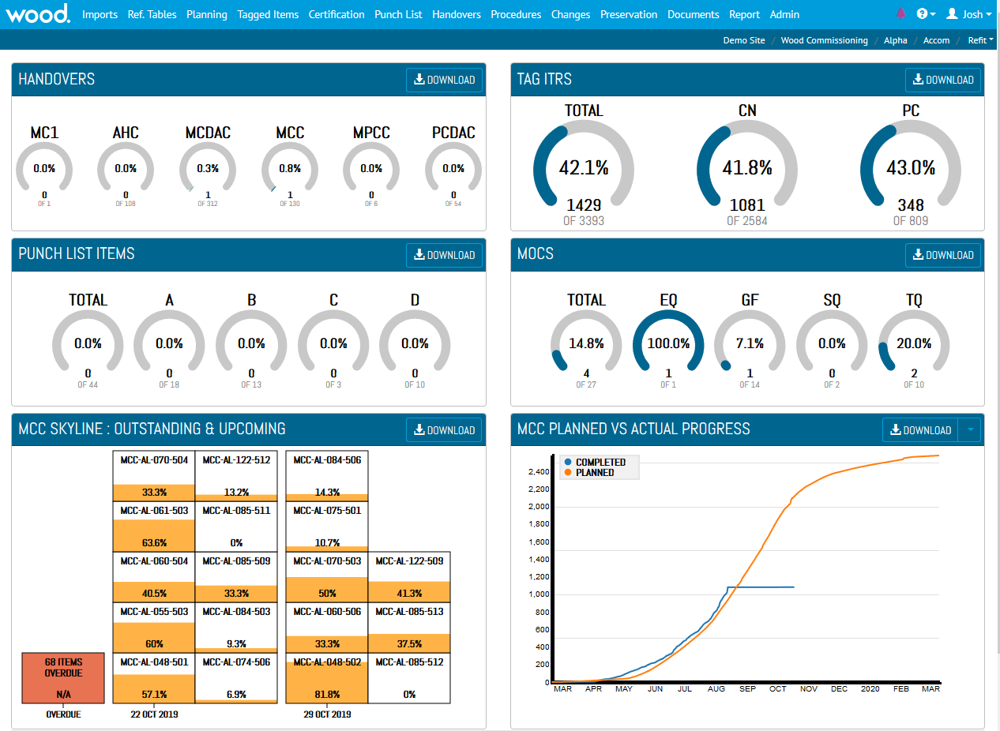 wood.
Imports Ref. Tables Planning Tagged Items Certification Punch List Handovers Procedures Changes Preservation Documents Report Admin
? Josh
Demo Site / Wood Commissioning / Alpha / Accom / Refit
HANDOVERS
DOWNLOAD
MC1 AHC MCDAC MCC MPCC PCDAC
0.0% 0.0% 0.3% 0.8% 0.0% 0.0%
0 0 1 1 0 0
OF 1 OF 108 OF 312 OF 130 OF 6 OF 54
TAG ITRS
DOWNLOAD
TOTAL CN PC
42.1% 41.8% 43.0%
1429 1081 348
OF 3393 OF 2584 OF 809
PUNCH LIST ITEMS
DOWNLOAD
TOTAL A B C D
0.0% 0.0% 0.0% 0.0% 0.0%
0 0 0 0 0
OF 44 OF 18 OF 13 OF 3 OF 10
MOCS
DOWNLOAD
TOTAL EQ GF SQ TQ
14.8% 100.0% 7.1% 0.0% 20.0%
4 1 1 0 2
OF 27 OF 1 OF 14 OF 2 OF 10
MCC SKYLINE : OUTSTANDING & UPCOMING
DOWNLOAD
MCC-AL-070-504 MCC-AL-122-512 MCC-AL-084-506
33.3% 13.2% 14.3%
MCC-AL-061-503 MCC-AL-085-511 MCC-AL-075-501
63.6% 0% 10.7%
MCC-AL-060-504 MCC-AL-085-509 MCC-AL-070-503 MCC-AL-122-509
40.5% 33.3% 50% 41.3%
MCC-AL-055-503 MCC-AL-084-503 MCC-AL-060-506 MCC-AL-085-513
60% 9.3% 33.3% 37.5%
68 ITEMS MCC-AL-048-501 MCC-AL-074-506 MCC-AL-048-502 MCC-AL-085-512
OVERDUE
N/A 57.1% 6.9% 81.8% 0%
OVERDUE 22 OCT 2019 29 OCT 2019
MCC PLANNED VS ACTUAL PROGRESS
DOWNLOAD
COMPLETED
PLANNED
2,400
2,200
2,000
1,800
1,600
1,400
1,200
1,000
800
600
400
200
0
MAR APR MAY JUN JUL AUG SEP OCT NOV DEC 2020 FEB MAR